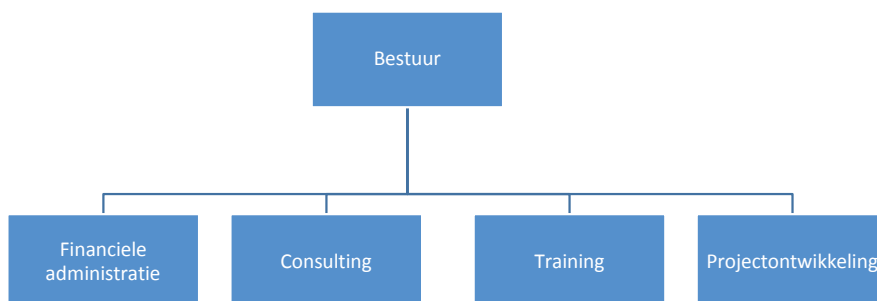 Bestuur
Financiele
administratie
Consulting
Training
Projectontwikkeling